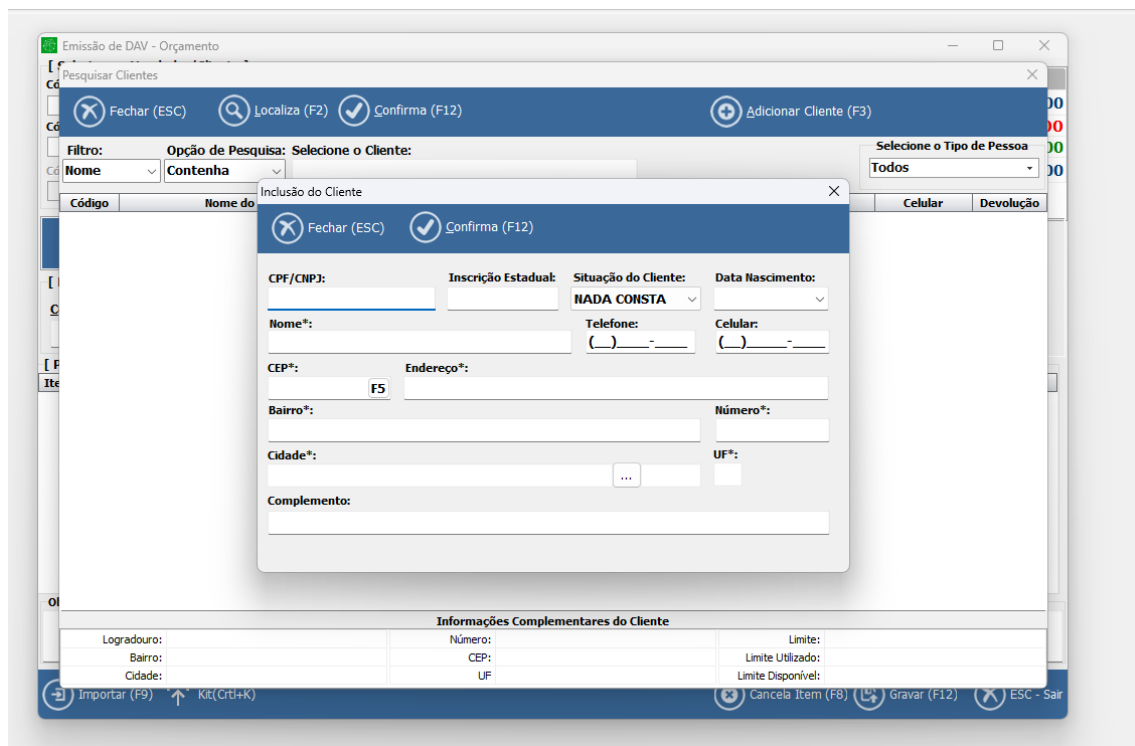 Emissão de DAV - Orçamento
Pesquisar Clientes
Fechar (ESC) Localiza (F2) Confirma (F12) Adicionar Cliente (F3)
Filtro: Opção de Pesquisa: Selecione o Cliente: Selecione o Tipo de Pessoa
Nome Contenha Todos
Código Nome do Celular Devolução
Inclusão do Cliente
Fechar (ESC) Confirma (F12)
CPF/CNPJ: Inscrição Estadual: Situação do Cliente: Data Nascimento:
NADA CONSTA
Nome*: Telefone: Celular:
(__)____-____ (__)_____-____
CEP*: Endereço*:
F5
Bairro*: Número*:
Cidade*: UF*:
...
Complemento:
Informações Complementares do Cliente
Logradouro: Número: Limite:
Bairro: CEP: Limite Utilizado:
Cidade: UF Limite Disponível:
Importar (F9) Kit(Crtl+K) Cancela Item (F8) Gravar (F12) ESC - Sair